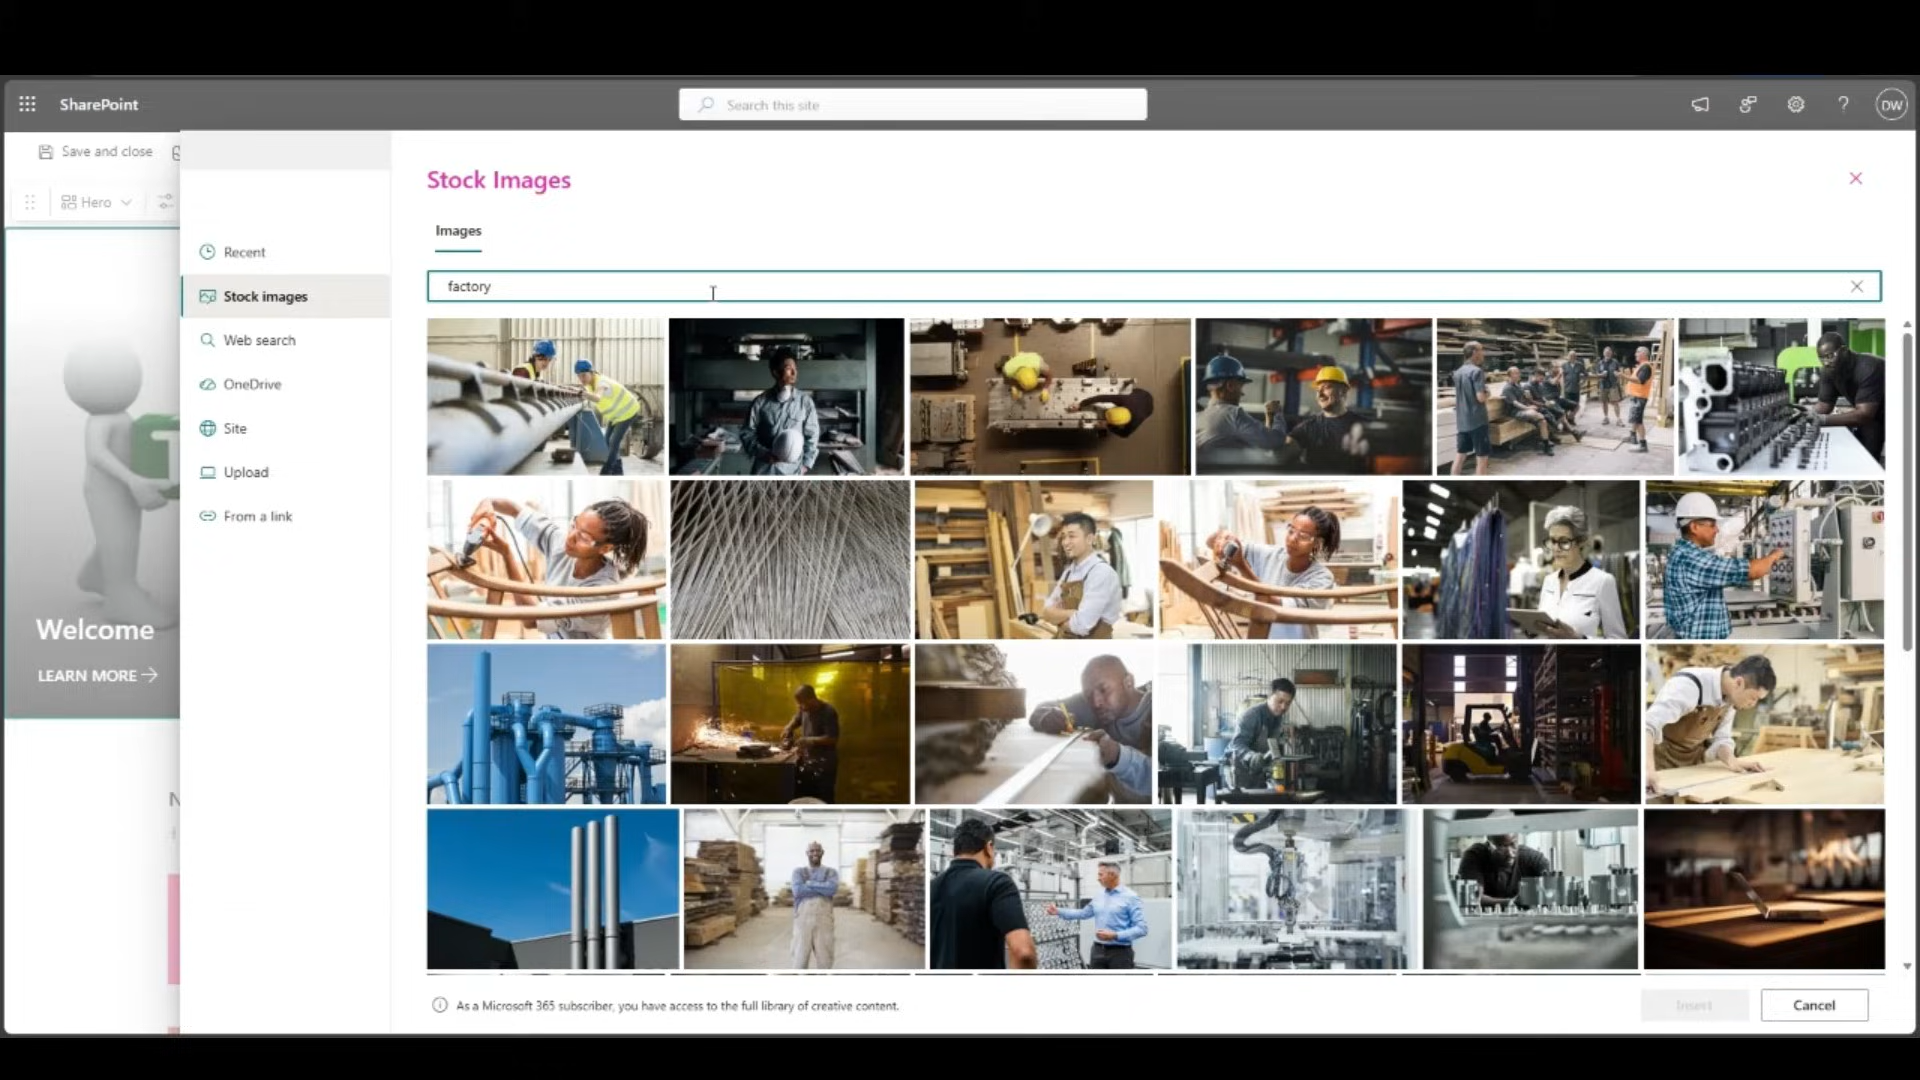 SharePoint
Search this site
DW
Save and close
Hero
Stock Images
Images
factory
Recent
Stock images
Web search
OneDrive
Site
Upload
From a link
Welcome
LEARN MORE
N
As a Microsoft 365 subscriber, you have access to the full library of creative content.
Insert
Cancel